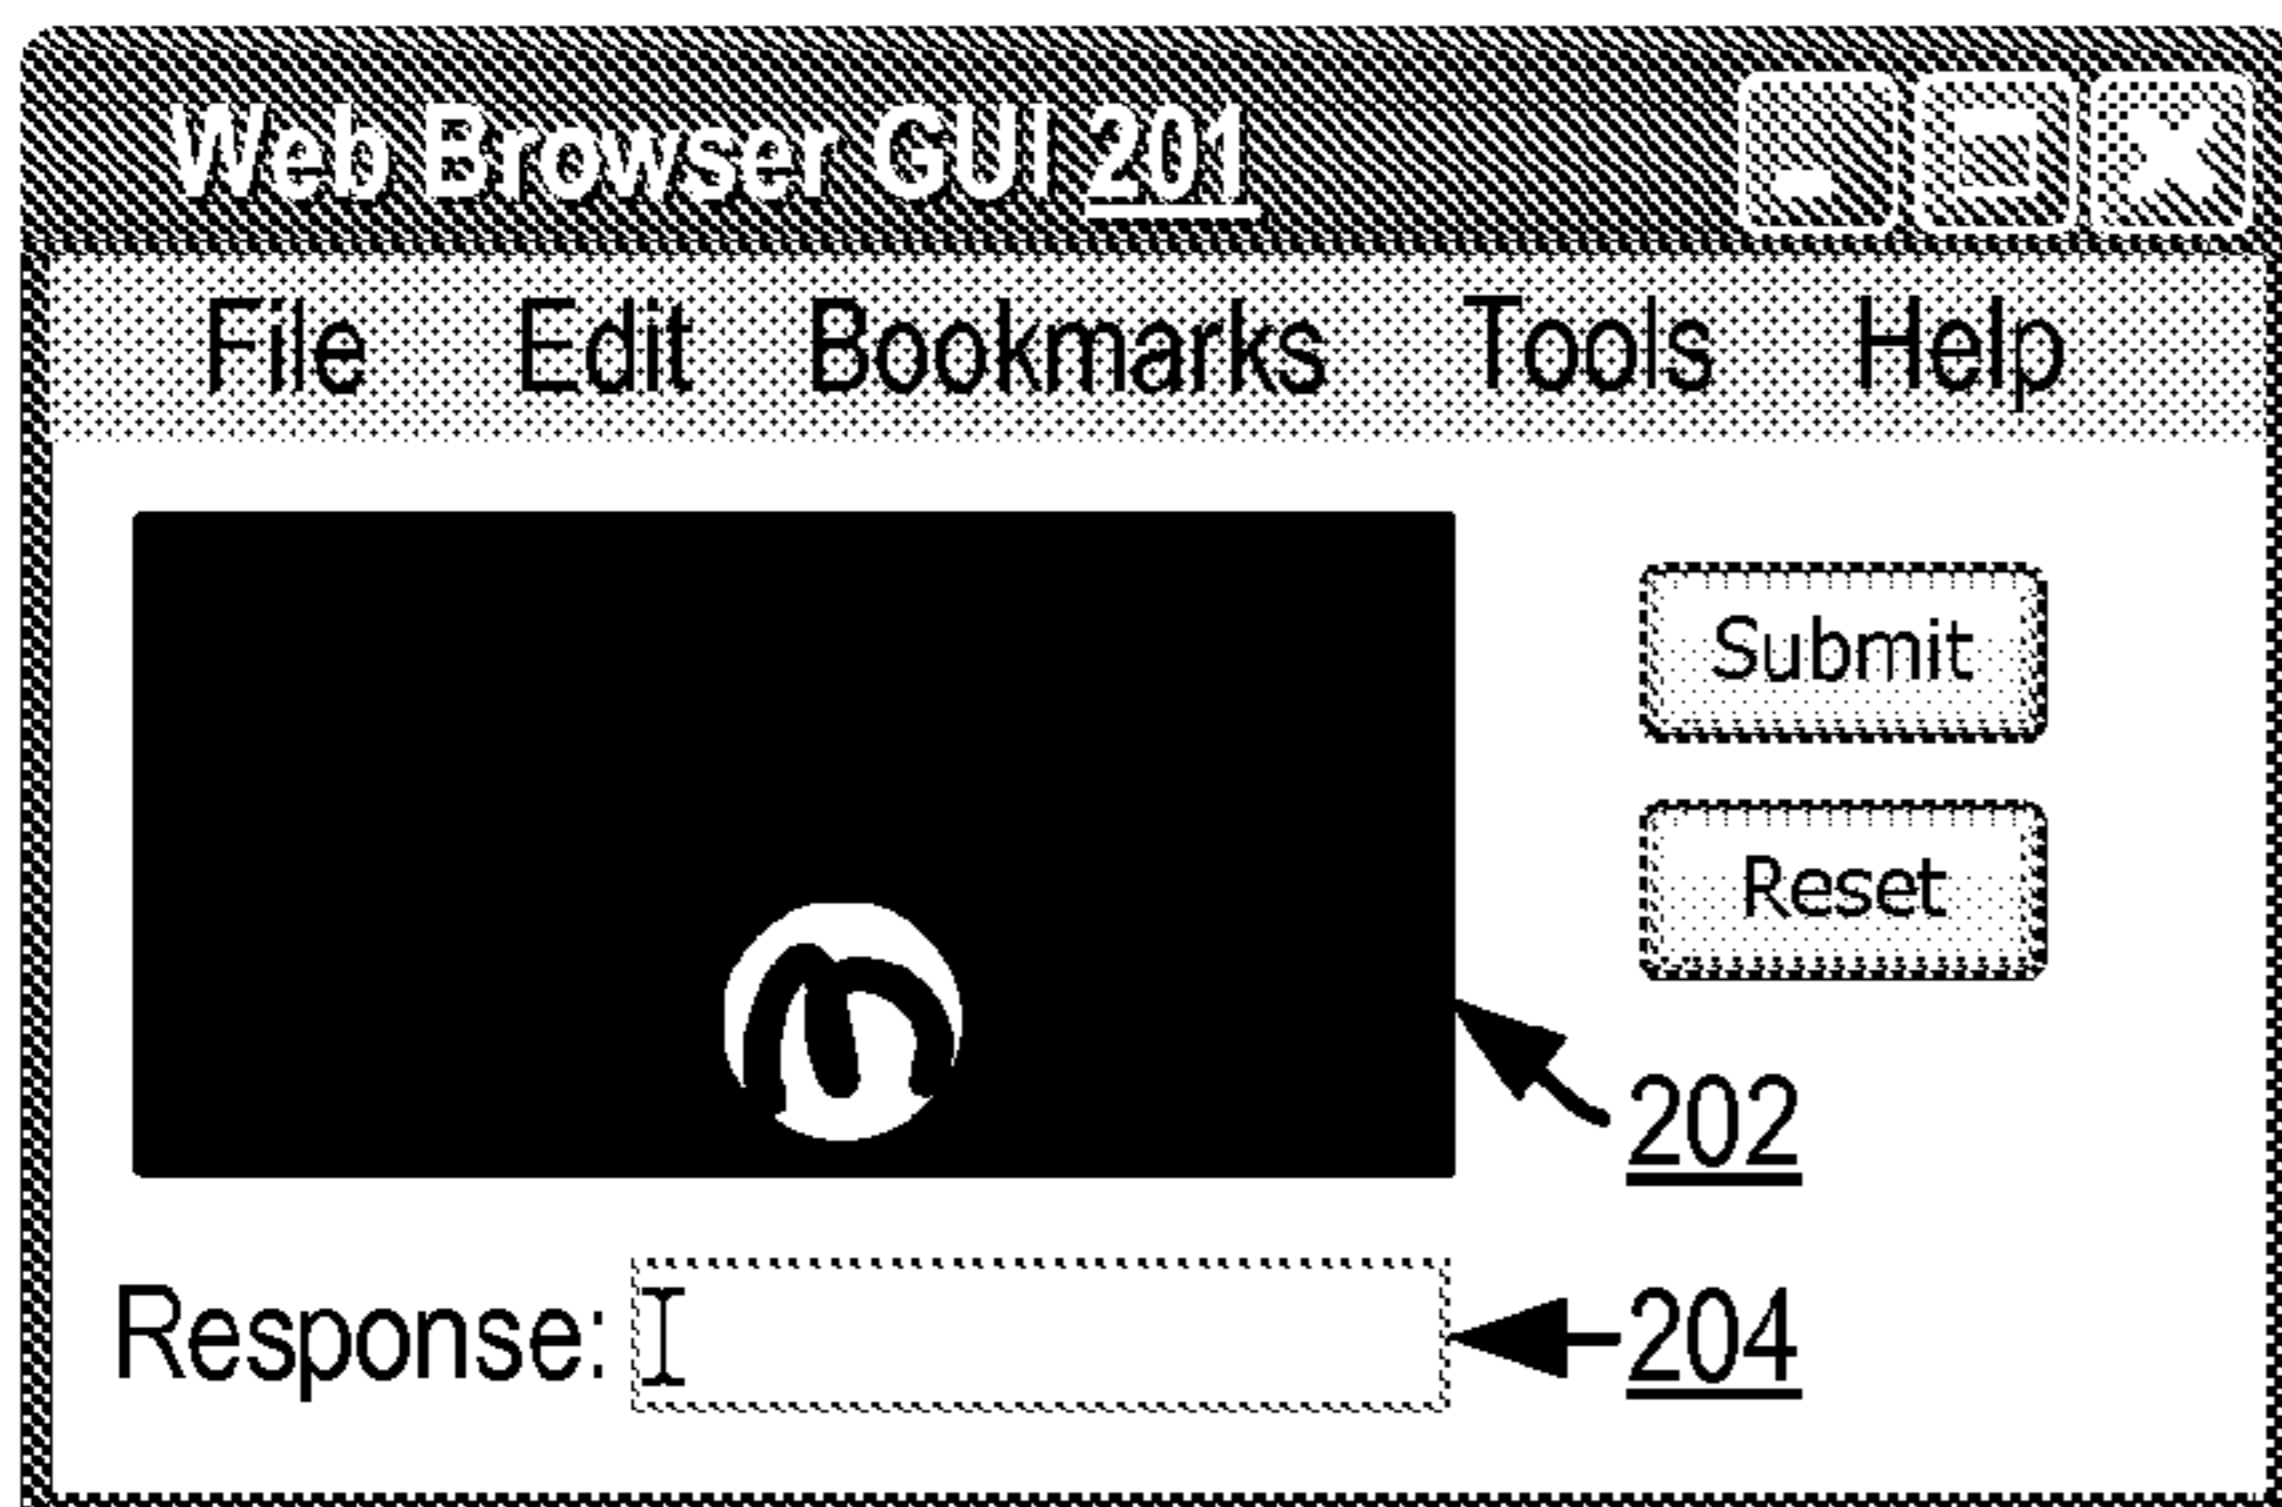 Web Browser GUI 201
File Edit Bookmarks Tools Help
Submit
Reset
m
202
Response:
204